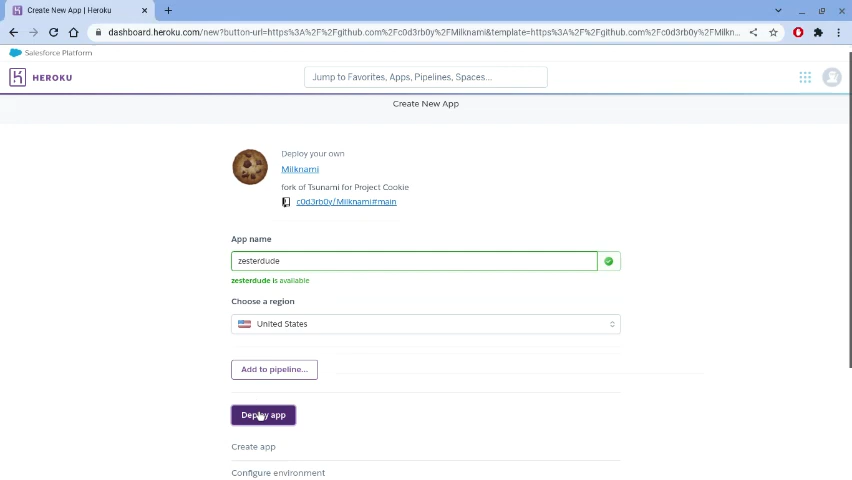 Create New App | Heroku
dashboard.heroku.com/new?button-url=https%3A%2F%2Fgithub.com%2Fc0d3rb0y%2FMilknami&template=https%3A%2F%2Fgithub.com%2Fc0d3rb0y%2FMilkn...
Salesforce Platform
HEROKU
Jump to Favorites, Apps, Pipelines, Spaces...
Create New App
Deploy your own
Milknami
fork of Tsunami for Project Cookie
c0d3rb0y/Milknami#main
App name
zesterdude
zesterdude is available
Choose a region
United States
Add to pipeline...
Deploy app
Create app
Configure environment